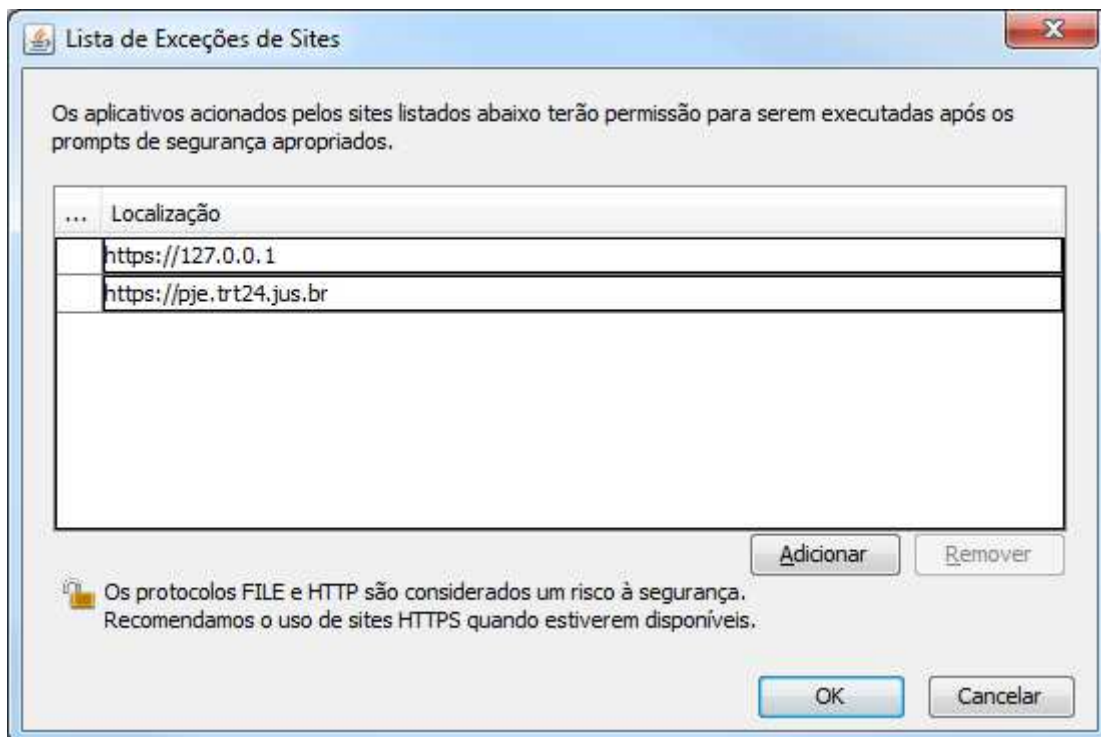 Lista de Exceções de Sites
Os aplicativos acionados pelos sites listados abaixo terão permissão para serem executadas após os
prompts de segurança apropriados.
... Localização
https://127.0.0.1
https://pje.trt24.jus.br
Adicionar Remover
Os protocolos FILE e HTTP são considerados um risco à segurança.
Recomendamos o uso de sites HTTPS quando estiverem disponíveis.
OK Cancelar